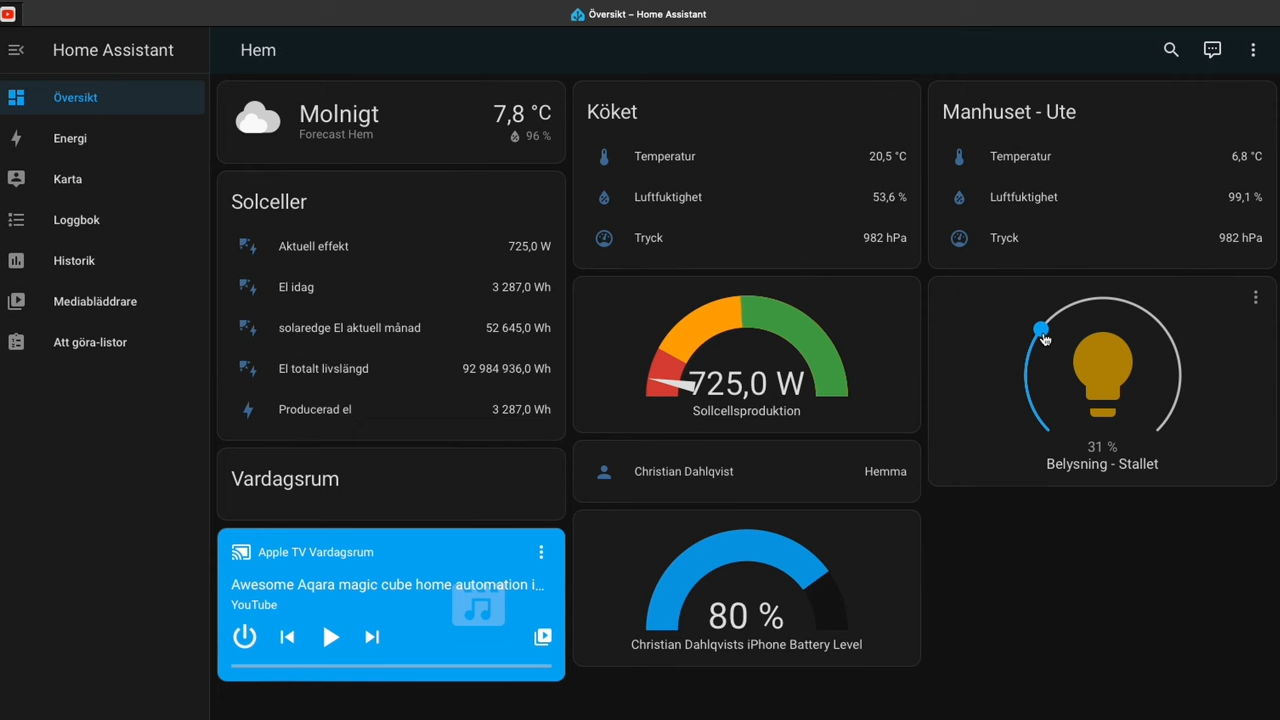 Översikt – Home Assistant
Home Assistant
Hem
Översikt
Energi
Karta
Loggbok
Historik
Mediabläddrare
Att göra-listor
Molnigt
Forecast Hem
7,8 °C
96 %
Solceller
Aktuell effekt 725,0 W
El idag 3 287,0 Wh
solaredge El aktuell månad 52 645,0 Wh
El totalt livslängd 92 984 936,0 Wh
Producerad el 3 287,0 Wh
Vardagsrum
Apple TV Vardagsrum
Awesome Aqara magic cube home automation i...
YouTube
Köket
Temperatur 20,5 °C
Luftfuktighet 53,6 %
Tryck 982 hPa
725,0 W
Sollcellsproduktion
Christian Dahlqvist Hemma
80 %
Christian Dahlqvists iPhone Battery Level
Manhuset - Ute
Temperatur 6,8 °C
Luftfuktighet 99,1 %
Tryck 982 hPa
31 %
Belysning - Stallet